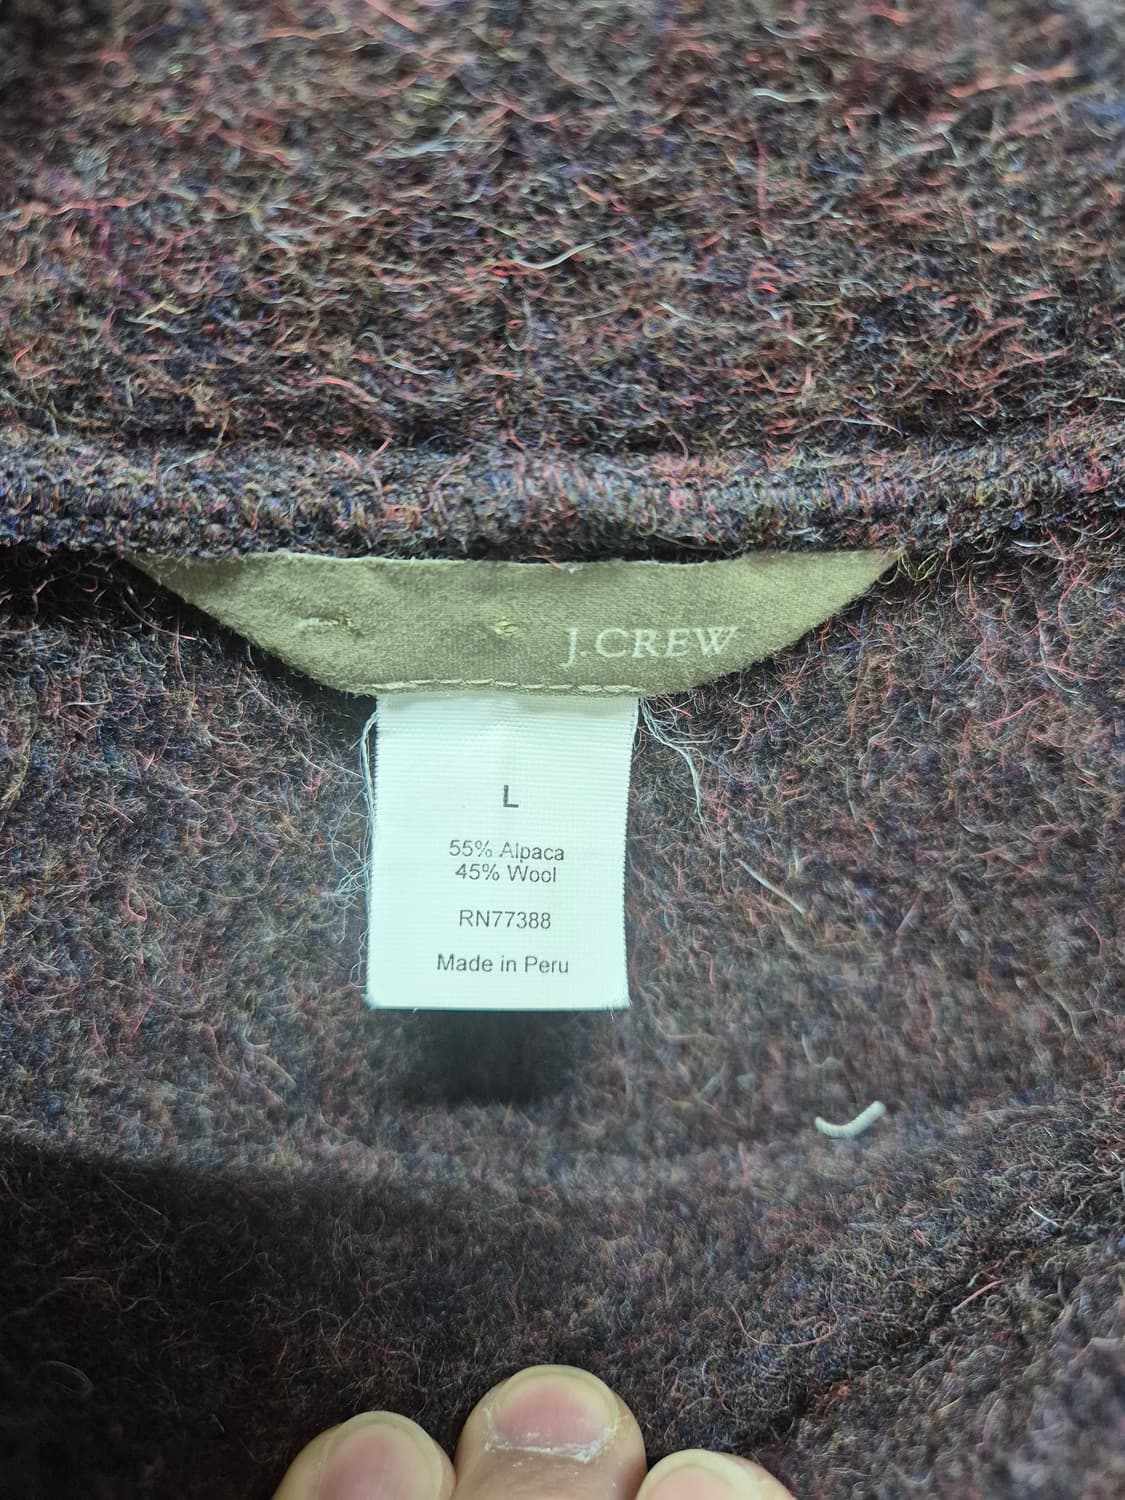 J.CREW
L
55% Alpaca
45% Wool
RN77388
Made in Peru